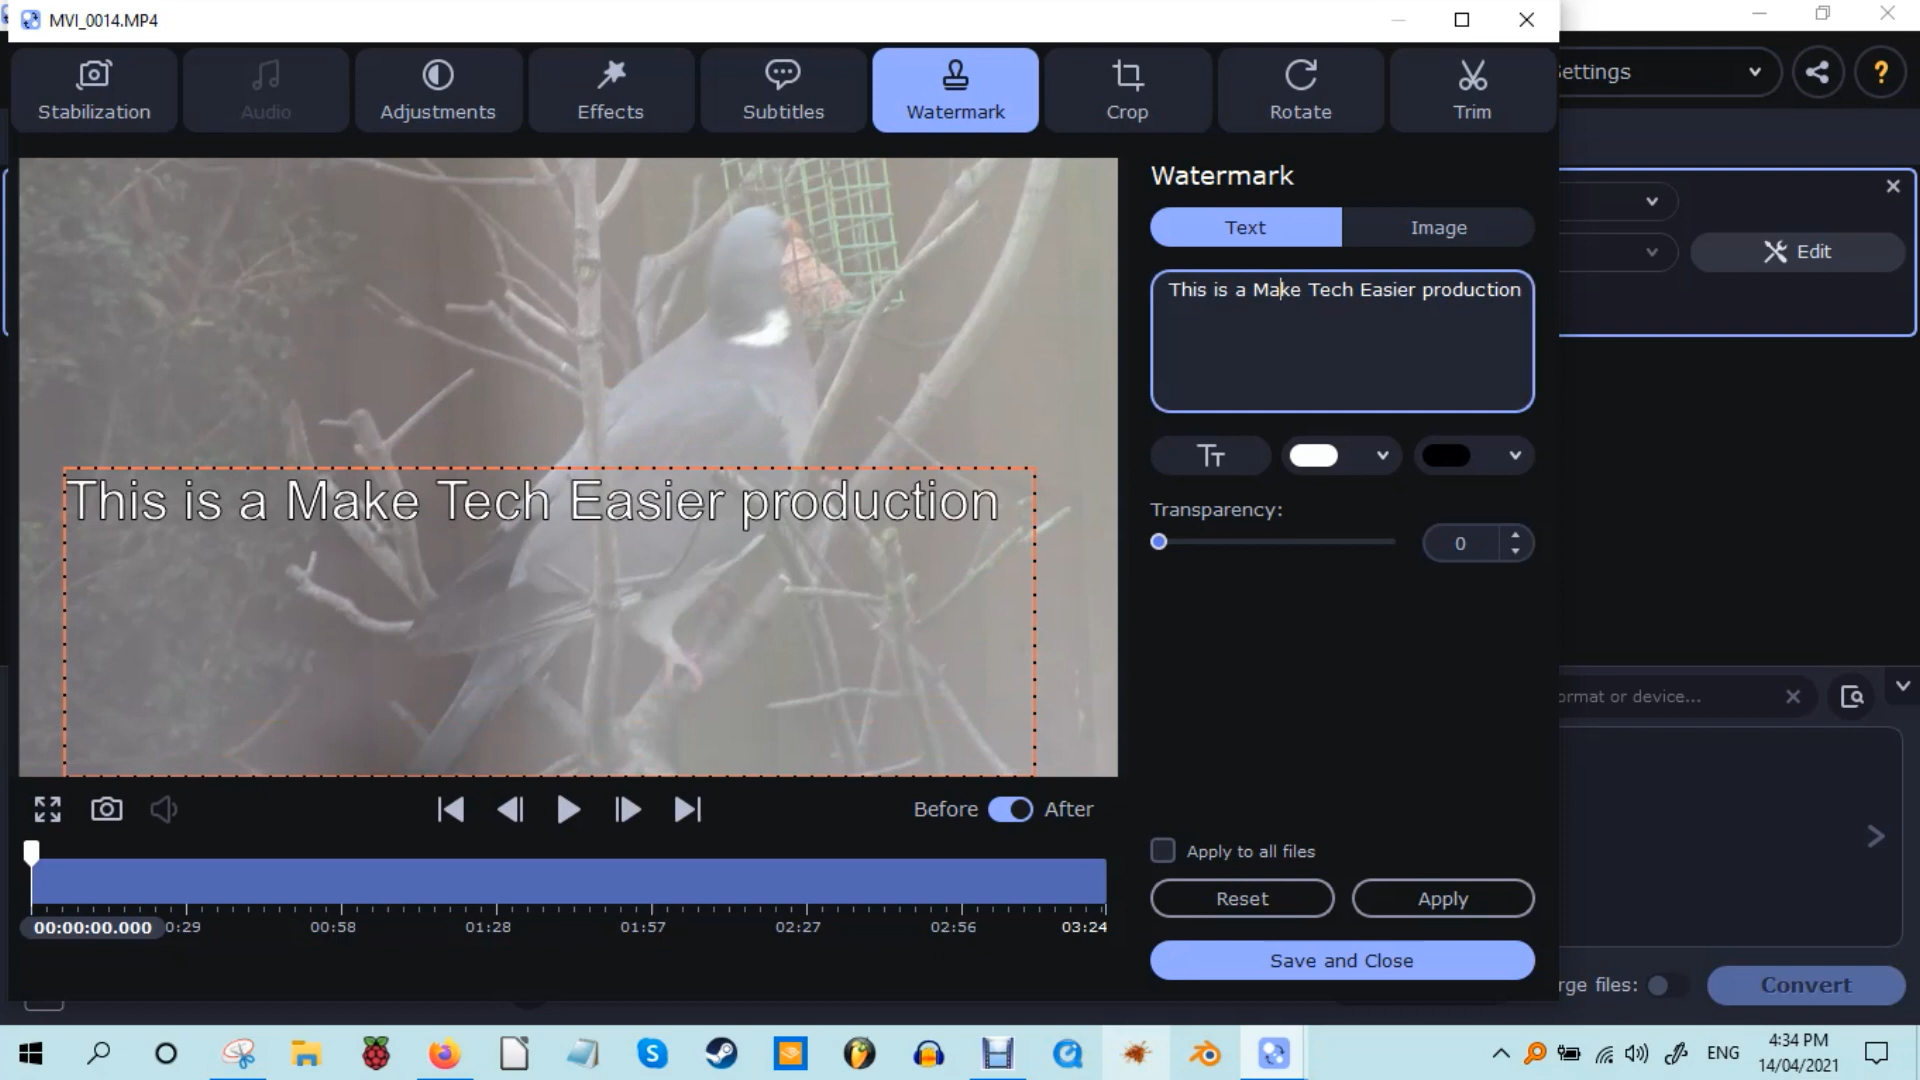 MVI_0014.MP4
Stabilization
Audio
Adjustments
Effects
Subtitles
Watermark
Crop
Rotate
Trim
ettings
?
Watermark
Text
Image
This is a Make Tech Easier production
Edit
This is a Make Tech Easier production
Transparency:
0
ormat or device...
Before
After
Apply to all files
Reset
Apply
00:00:00.000
0:29
00:58
01:28
01:57
02:27
02:56
03:24
Save and Close
rge files:
Convert
ENG
4:34 PM
14/04/2021